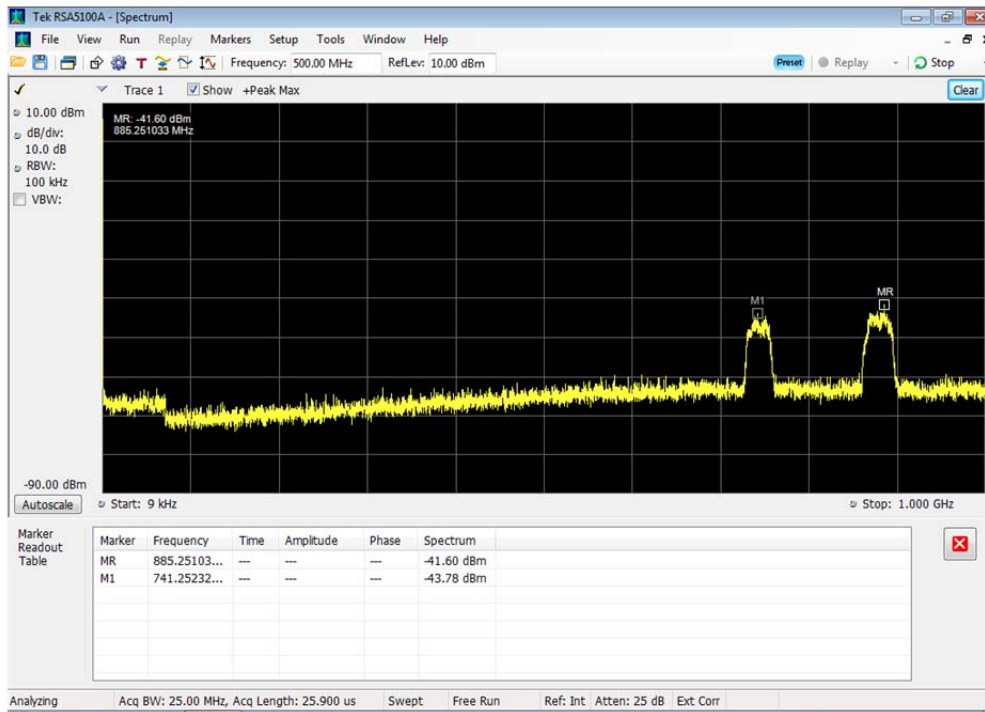 Tek RSA5100A - [Spectrum]
File View Run Replay Markers Setup Tools Window Help
T Frequency: 500.00 MHz RefLev: 10.00 dBm Preset Replay Stop
Trace 1 Show +Peak Max Clear
10.00 dBm
dB/div:
10.0 dB
RBW:
100 kHz
VBW:
MR: -41.60 dBm
885.251033 MHz
M1
MR
-90.00 dBm
Autoscale Start: 9 kHz Stop: 1.000 GHz
Marker
Readout
Table
Marker Frequency Time Amplitude Phase Spectrum
MR 885.25103... --- --- --- -41.60 dBm
M1 741.25232... --- --- --- -43.78 dBm
Analyzing Acq BW: 25.00 MHz, Acq Length: 25.900 us Swept Free Run Ref: Int Atten: 25 dB Ext Corr